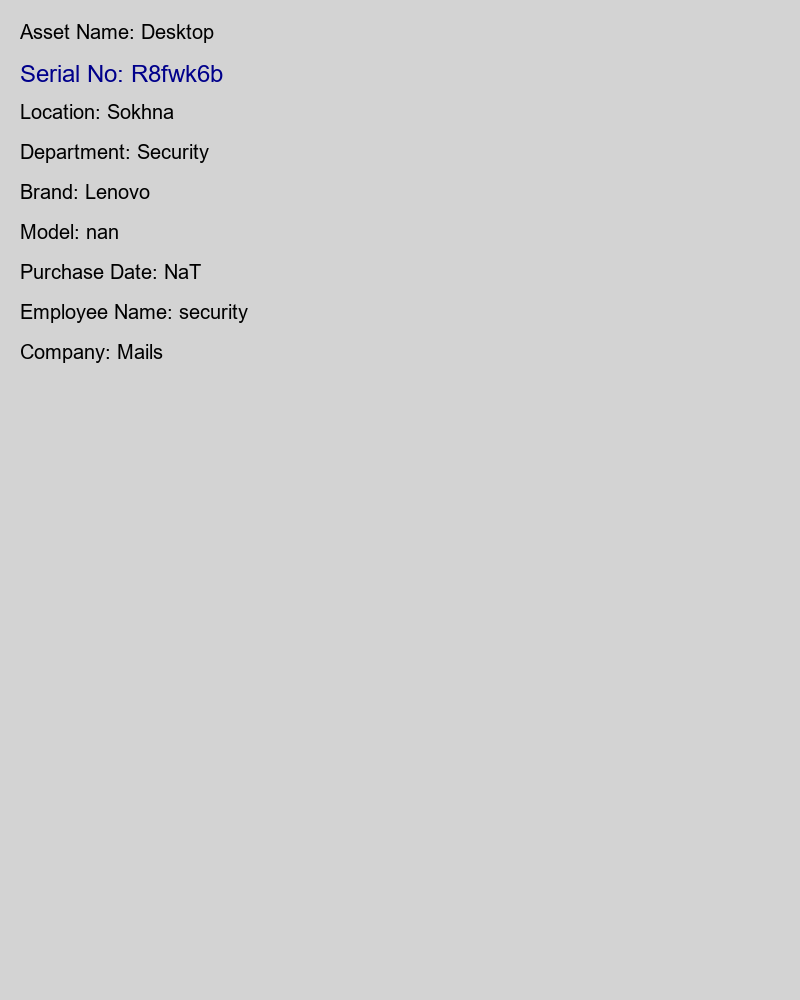 Asset Name: Desktop
Serial No: R8fwk6b
Location: Sokhna
Department: Security
Brand: Lenovo
Model: nan
Purchase Date: NaT
Employee Name: security
Company: Mails